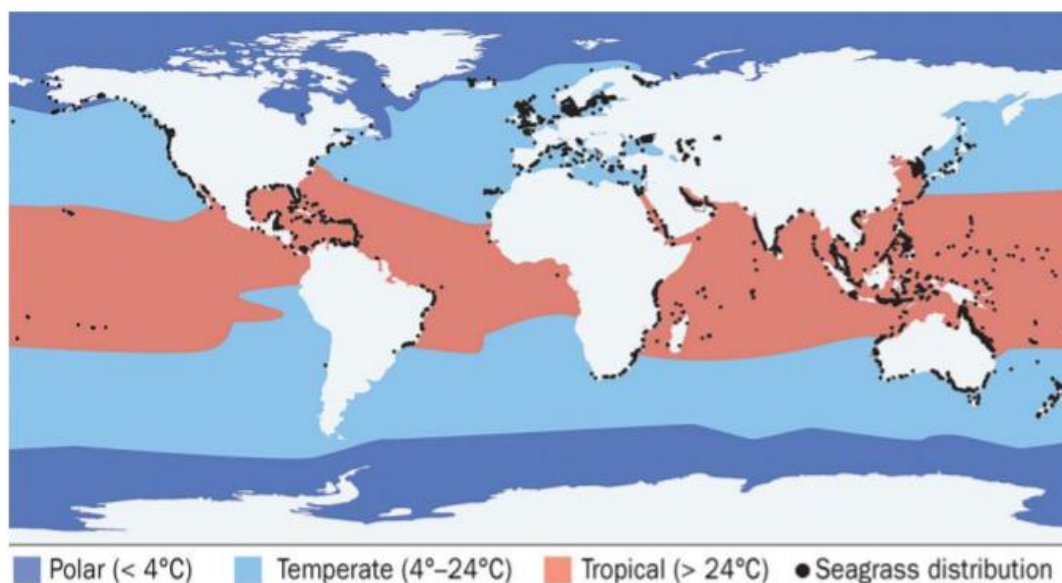 Polar (< 4°C) Temperate (4°–24°C) Tropical (> 24°C) Seagrass distribution